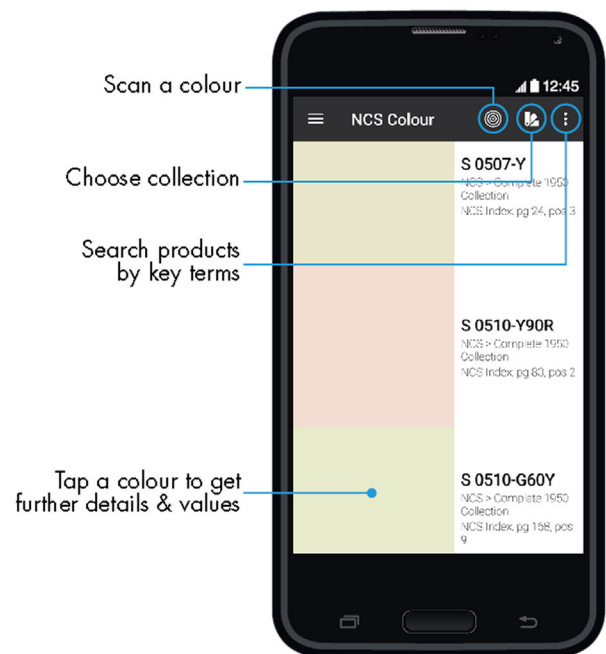 12:45
Scan a colour
NCS Colour
S 0507-Y
NCS > Complete 1950
Collection
NCS Index: pg 24, pos 3
Choose collection
Search products
by key terms
S 0510-Y90R
NCS > Complete 1950
Collection
NCS Index: pg 80, pos 2
Tap a colour to get
further details & values
S 0510-G60Y
NCS > Complete 1950
Collection
NCS Index: pg 158, pos
9